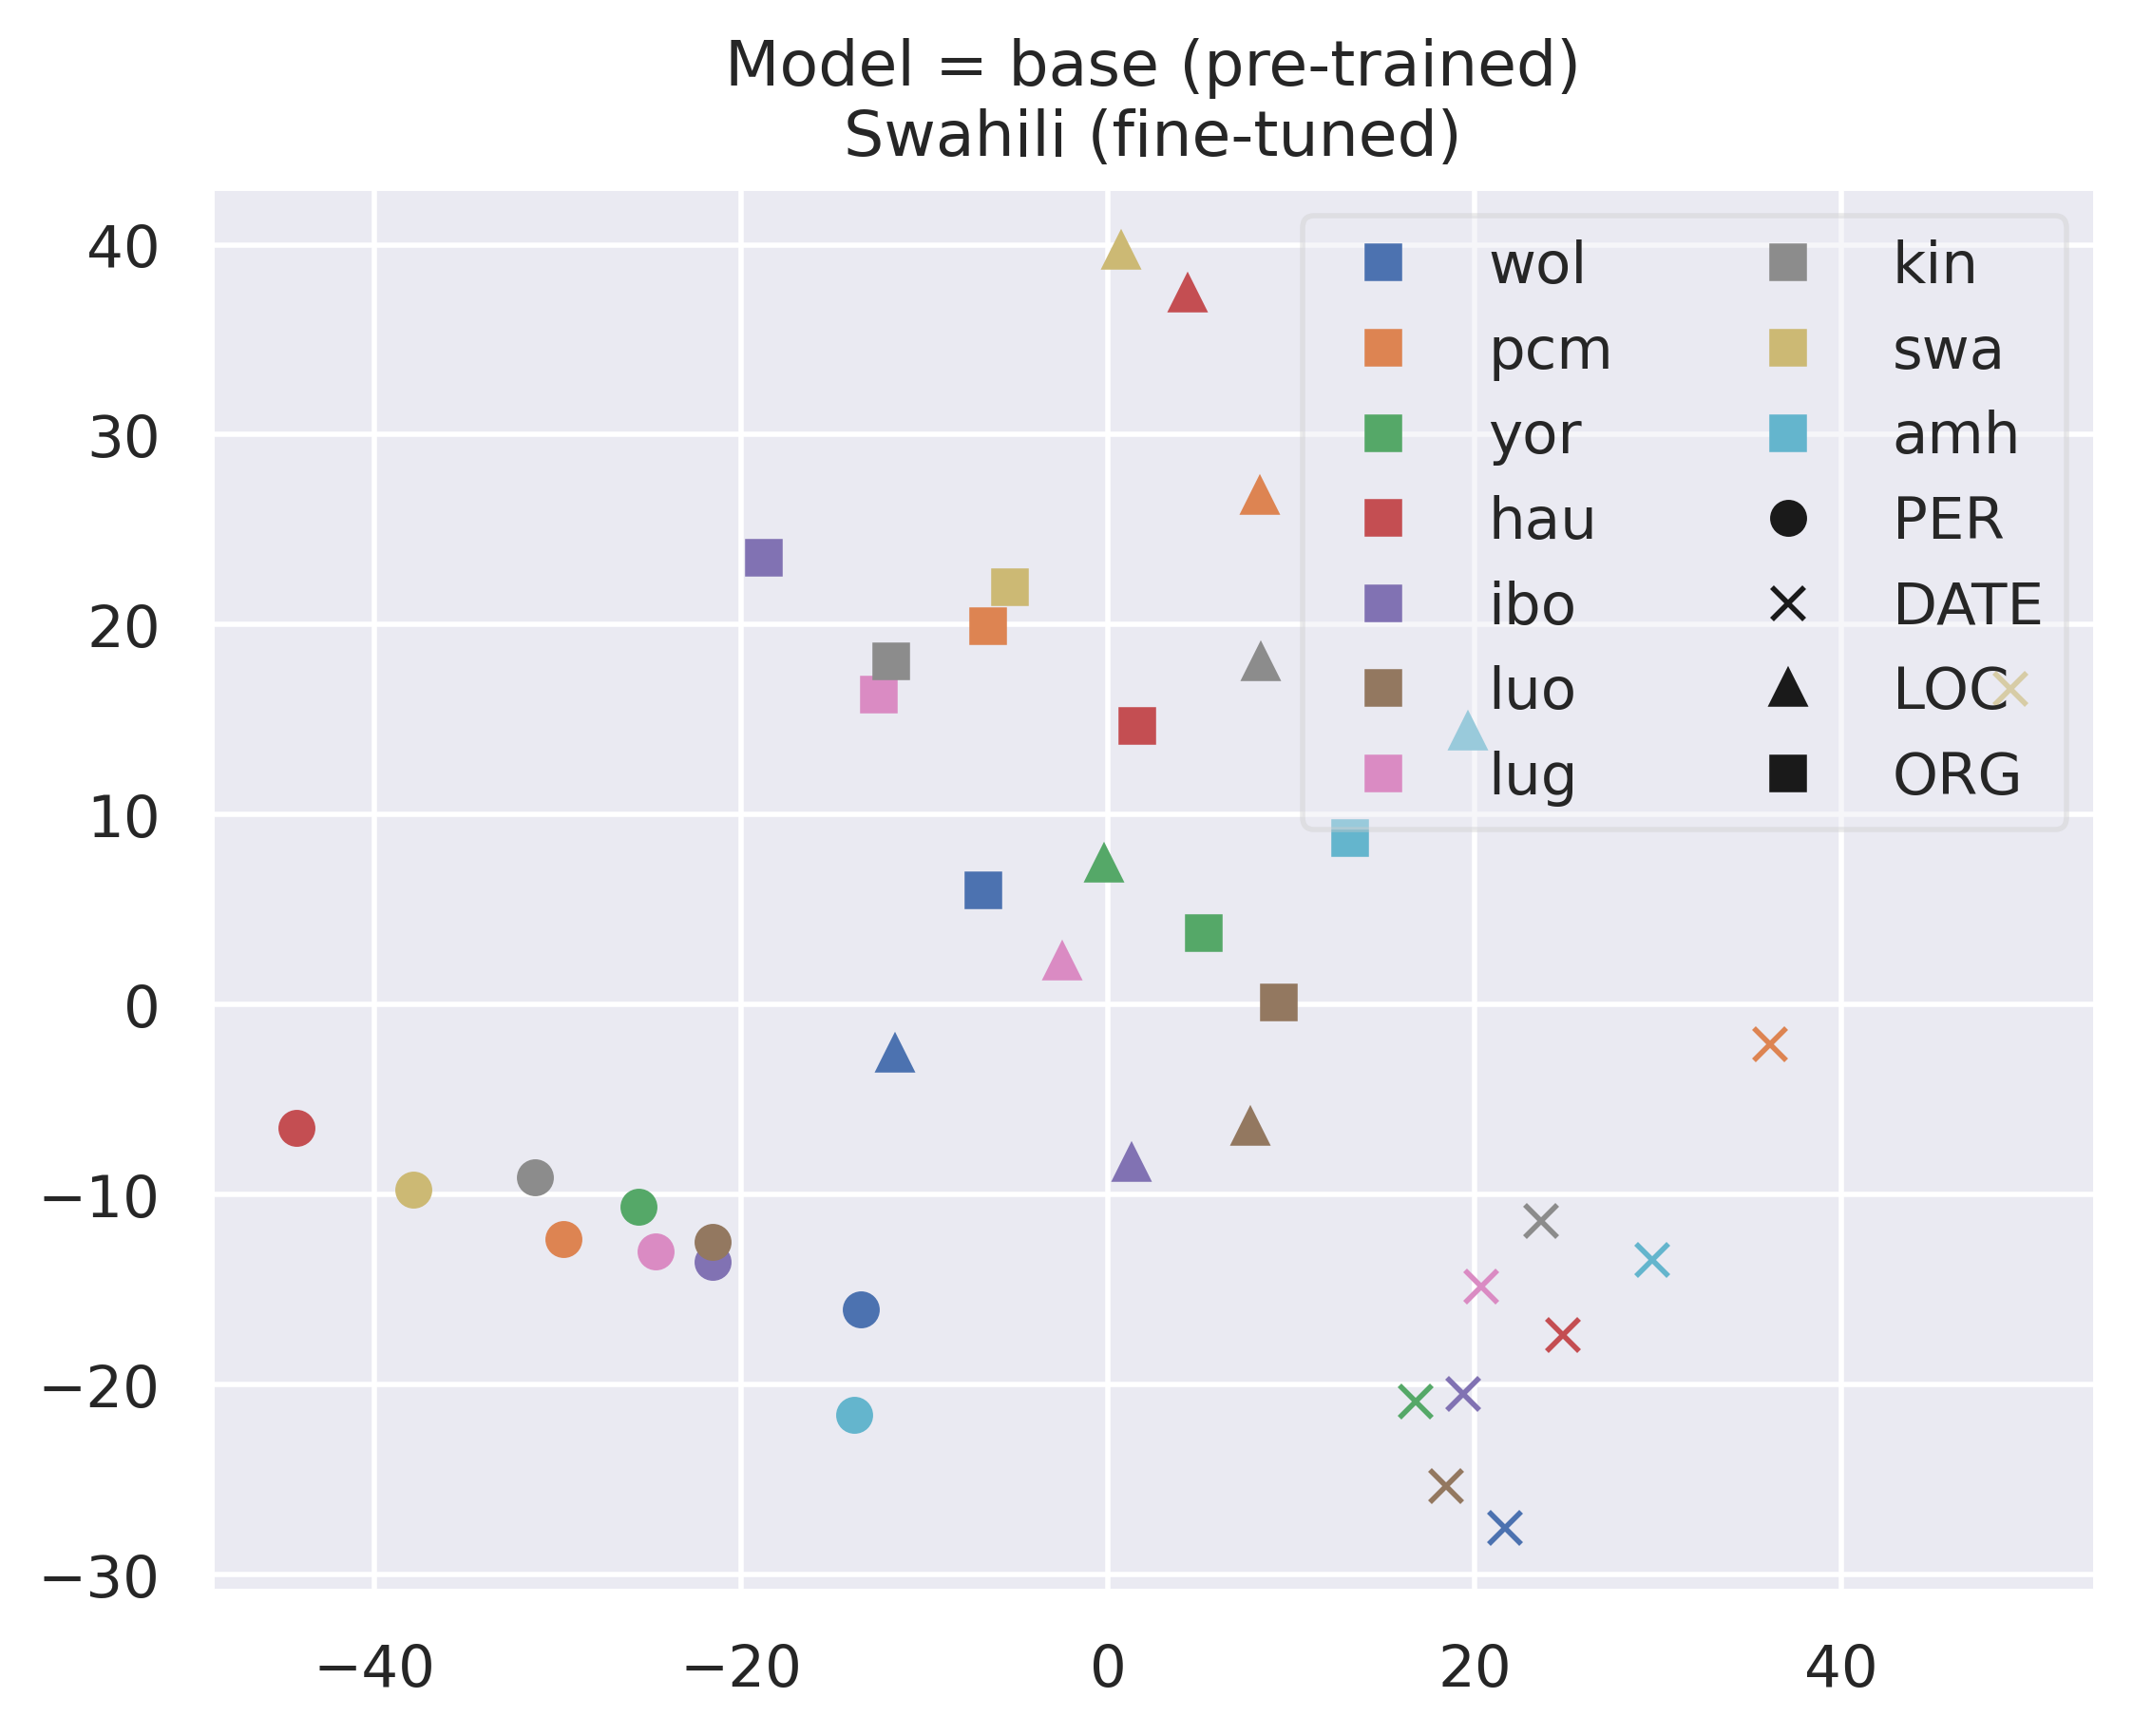 Model = base (pre-trained)
Swahili (fine-tuned)
40
30
20
10
0
−10
−20
−30
−40
−20
0
20
40
wol
pcm
yor
hau
ibo
luo
lug
kin
swa
amh
PER
DATE
LOC
ORG